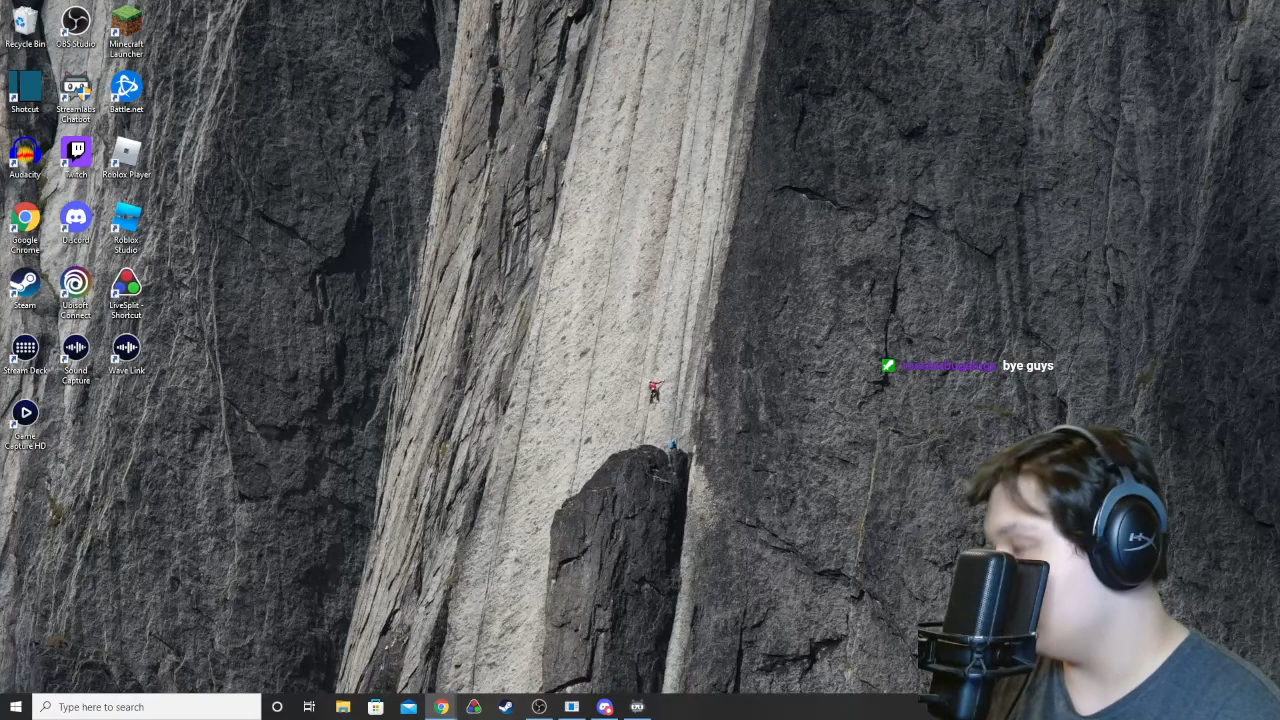 Recycle Bin
OBS Studio
Minecraft
Launcher
Shotcut
Streamlabs
Chatbot
Battle.net
Audacity
Twitch
Roblox Player
Google
Chrome
Discord
Roblox
Studio
Steam
Ubisoft
Connect
LiveSplit -
Shortcut
Stream Deck
Sound
Capture
Wave Link
Game
Capture HD
bye guys
Type here to search